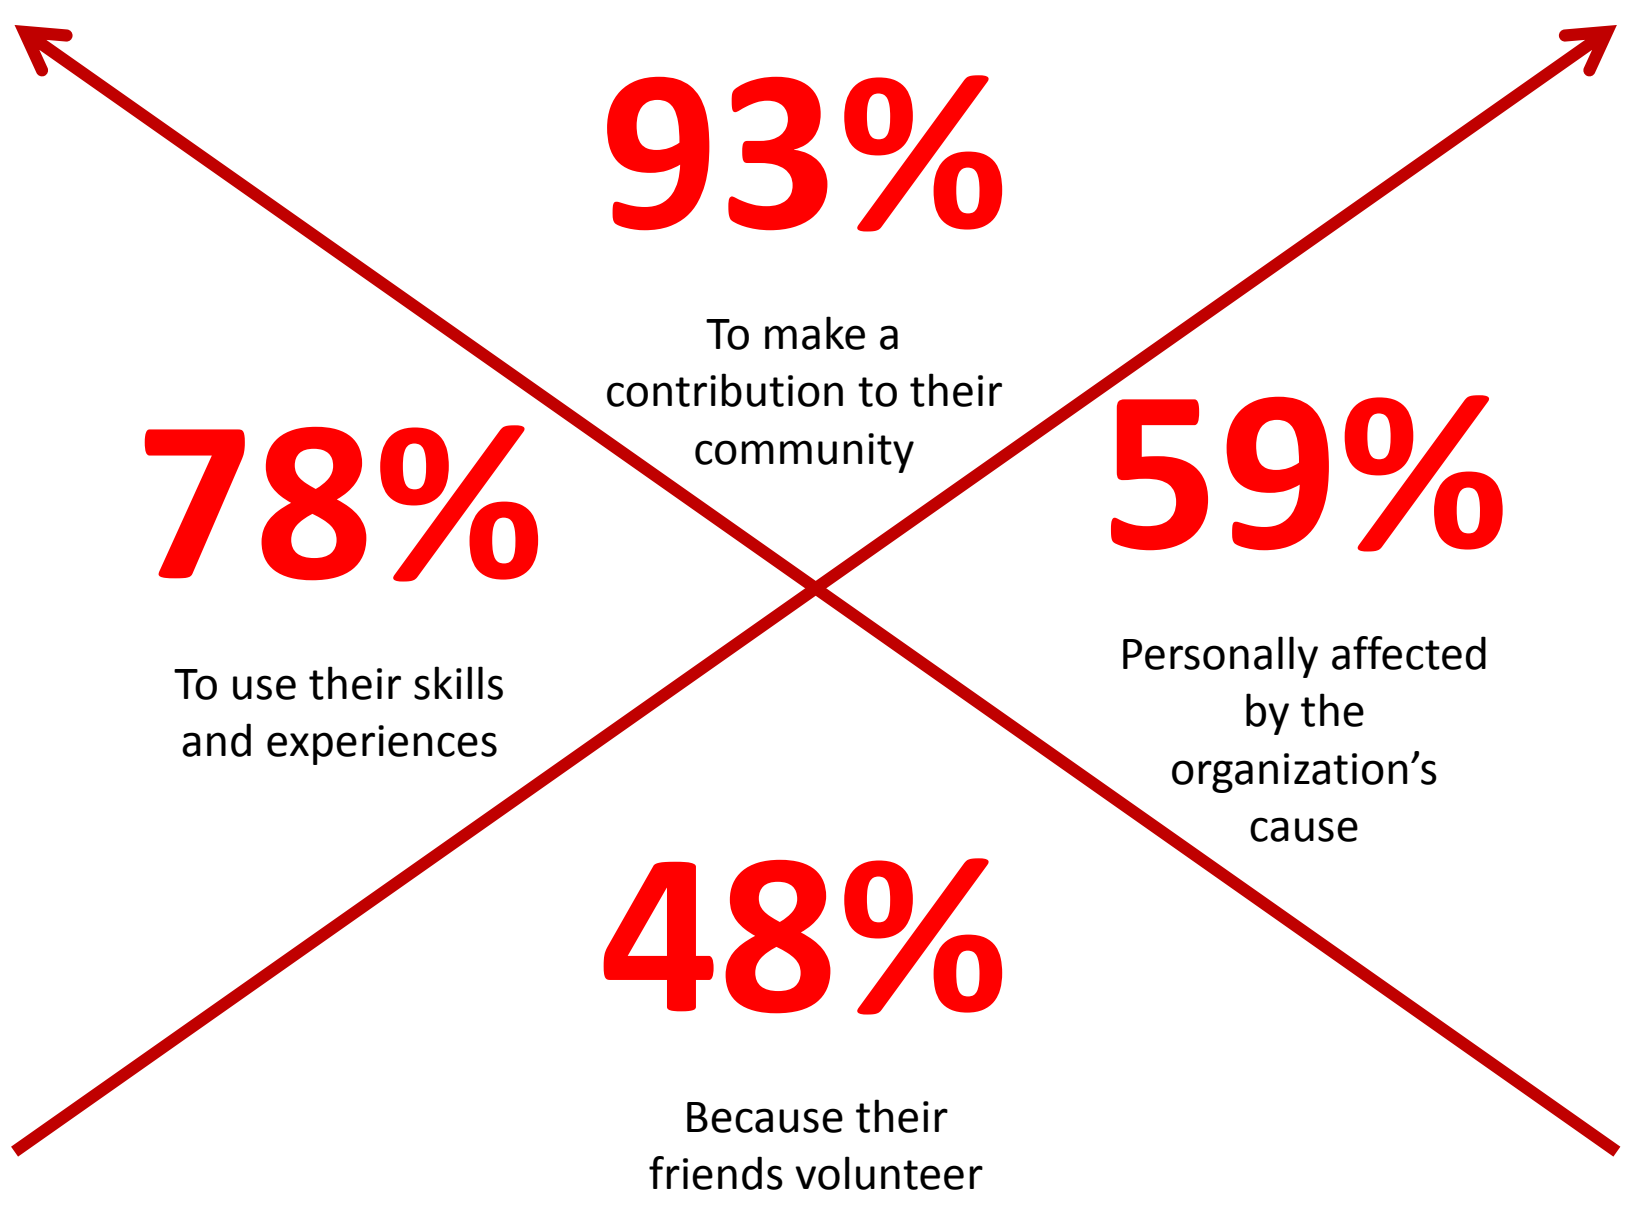 93%
To make a
contribution to their
community
78%
To use their skills
and experiences
59%
Personally affected
by the
organization’s
cause
48%
Because their
friends volunteer